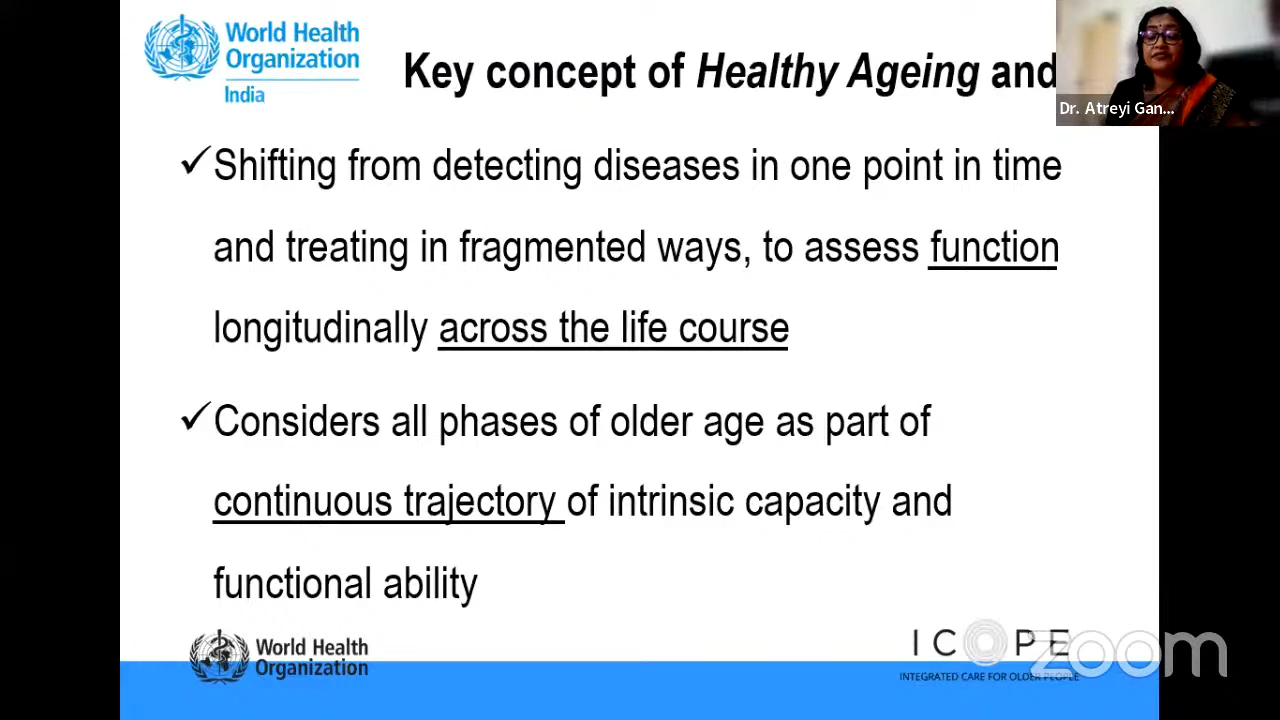 World Health
Organization
India
Key concept of Healthy Ageing and
Dr. Atreyi Gan...
✓Shifting from detecting diseases in one point in time
and treating in fragmented ways, to assess function
longitudinally across the life course
✓Considers all phases of older age as part of
continuous trajectory of intrinsic capacity and
functional ability
World Health
Organization
ICOPE
INTEGRATED CARE FOR OLDER PEOPLE
zoom